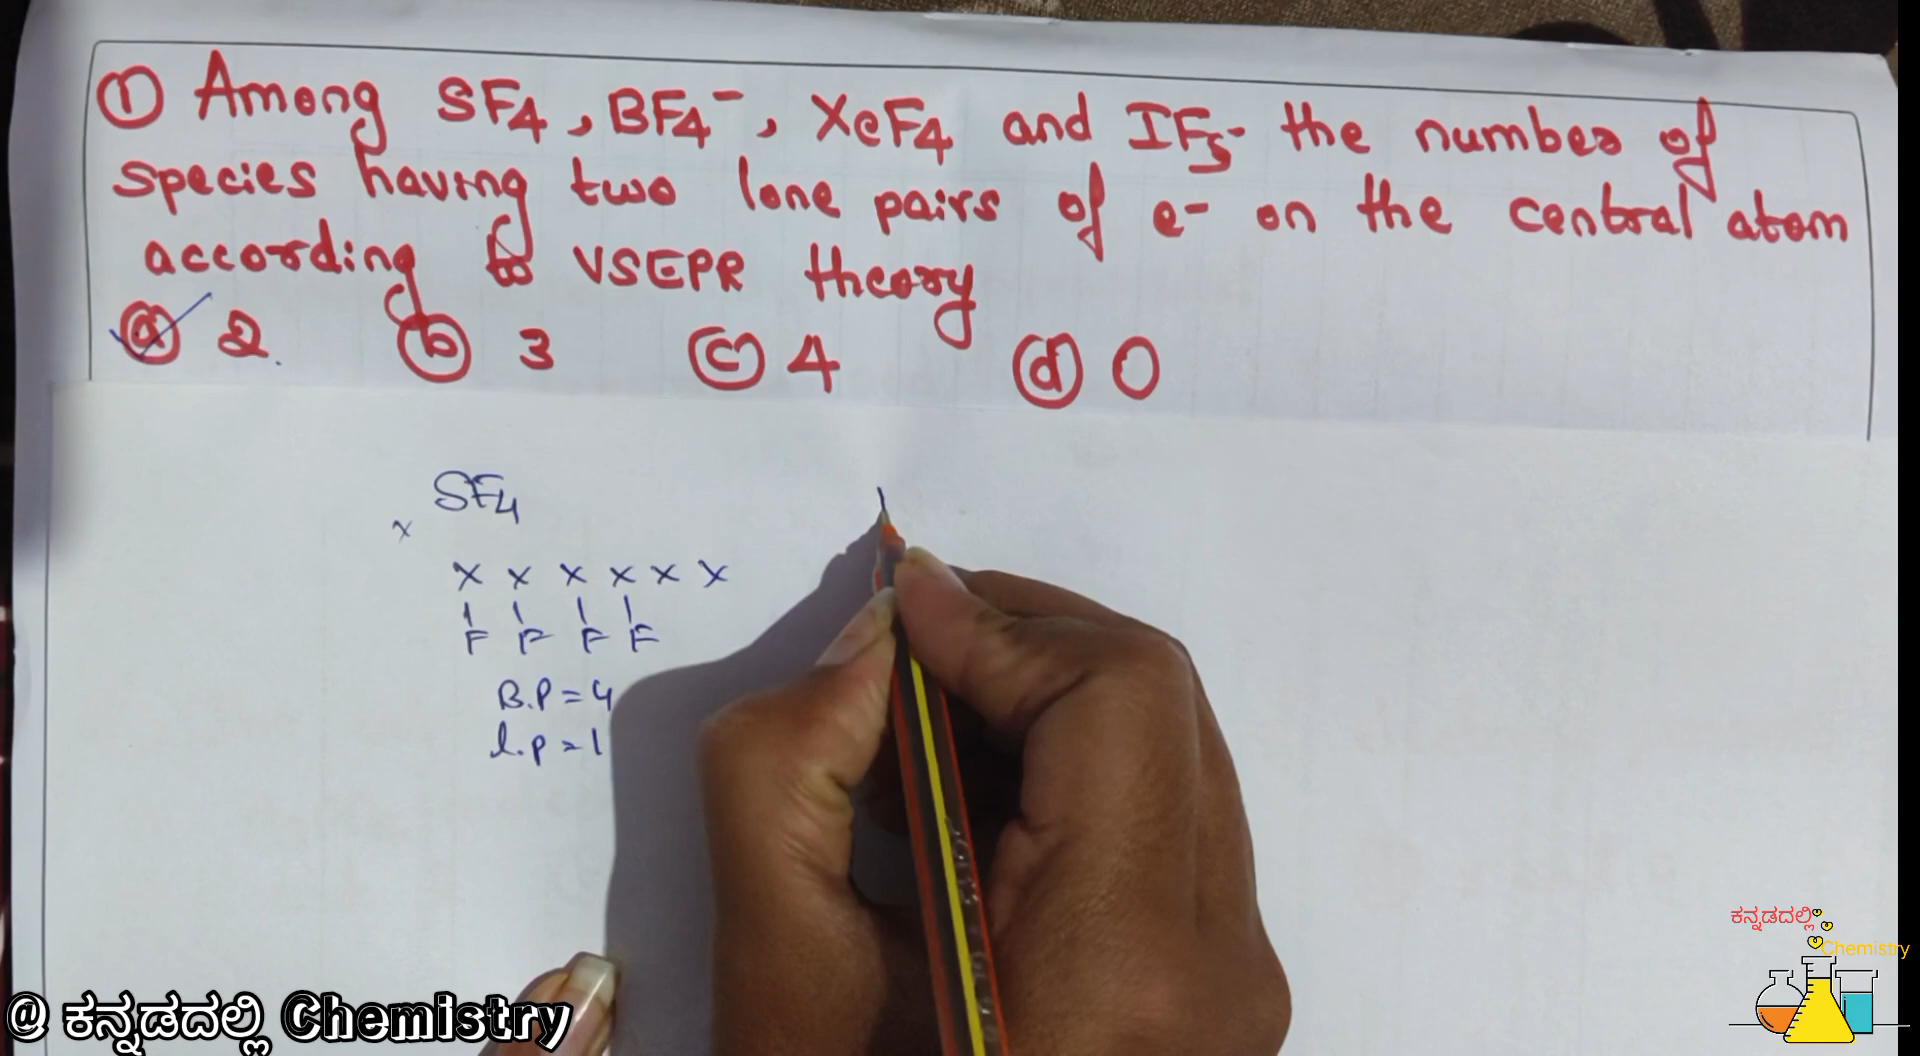 ① Among SF₄, BF₄⁻, XeF₄ and IF₅⁻ the number of
species having two lone pairs of e⁻ on the central atom
according to VSEPR theory
ⓐ 2. ⓑ 3 ⓒ 4 ⓓ 0
SF₄
x
x x x x x x
F F F F
B.P = 4
l.p = 1
ಕನ್ನಡದಲ್ಲಿ
Chemistry
@ ಕನ್ನಡದಲ್ಲಿ Chemistry